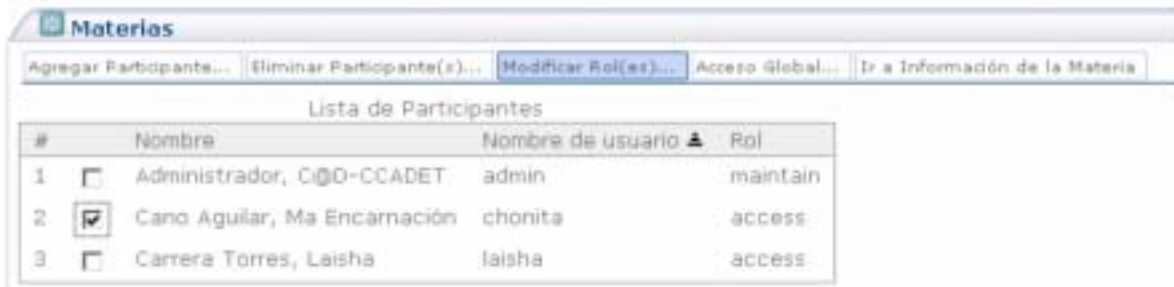 Materias
Agregar Participante... Eliminar Participante(s)... Modificar Rol(es)... Acceso Global... Ir a Información de la Materia
Lista de Participantes
# Nombre Nombre de usuario Rol
1 Administrador, C@D-CCADET admin maintain
2 Cano Aguilar, Ma Encarnación chonita access
3 Carrera Torres, Laisha laisha access